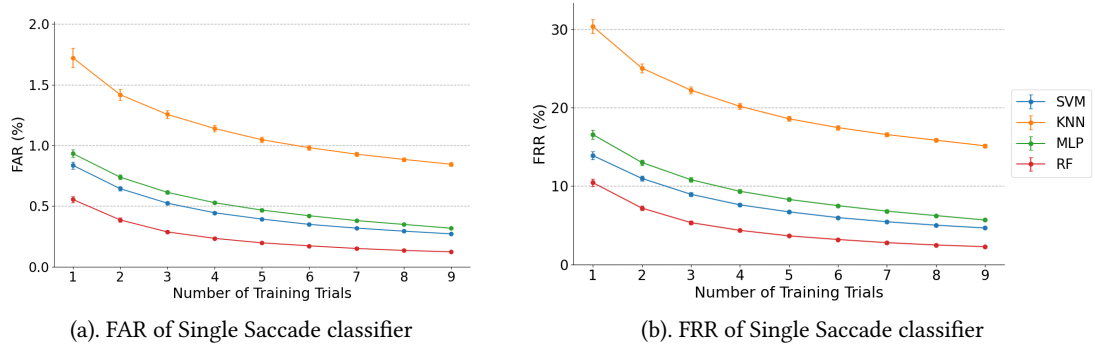 2.0
1.5
1.0
0.5
0.0
FAR (%)
1 2 3 4 5 6 7 8 9
Number of Training Trials
(a). FAR of Single Saccade classifier
30
20
10
0
FRR (%)
1 2 3 4 5 6 7 8 9
Number of Training Trials
SVM
KNN
MLP
RF
(b). FRR of Single Saccade classifier